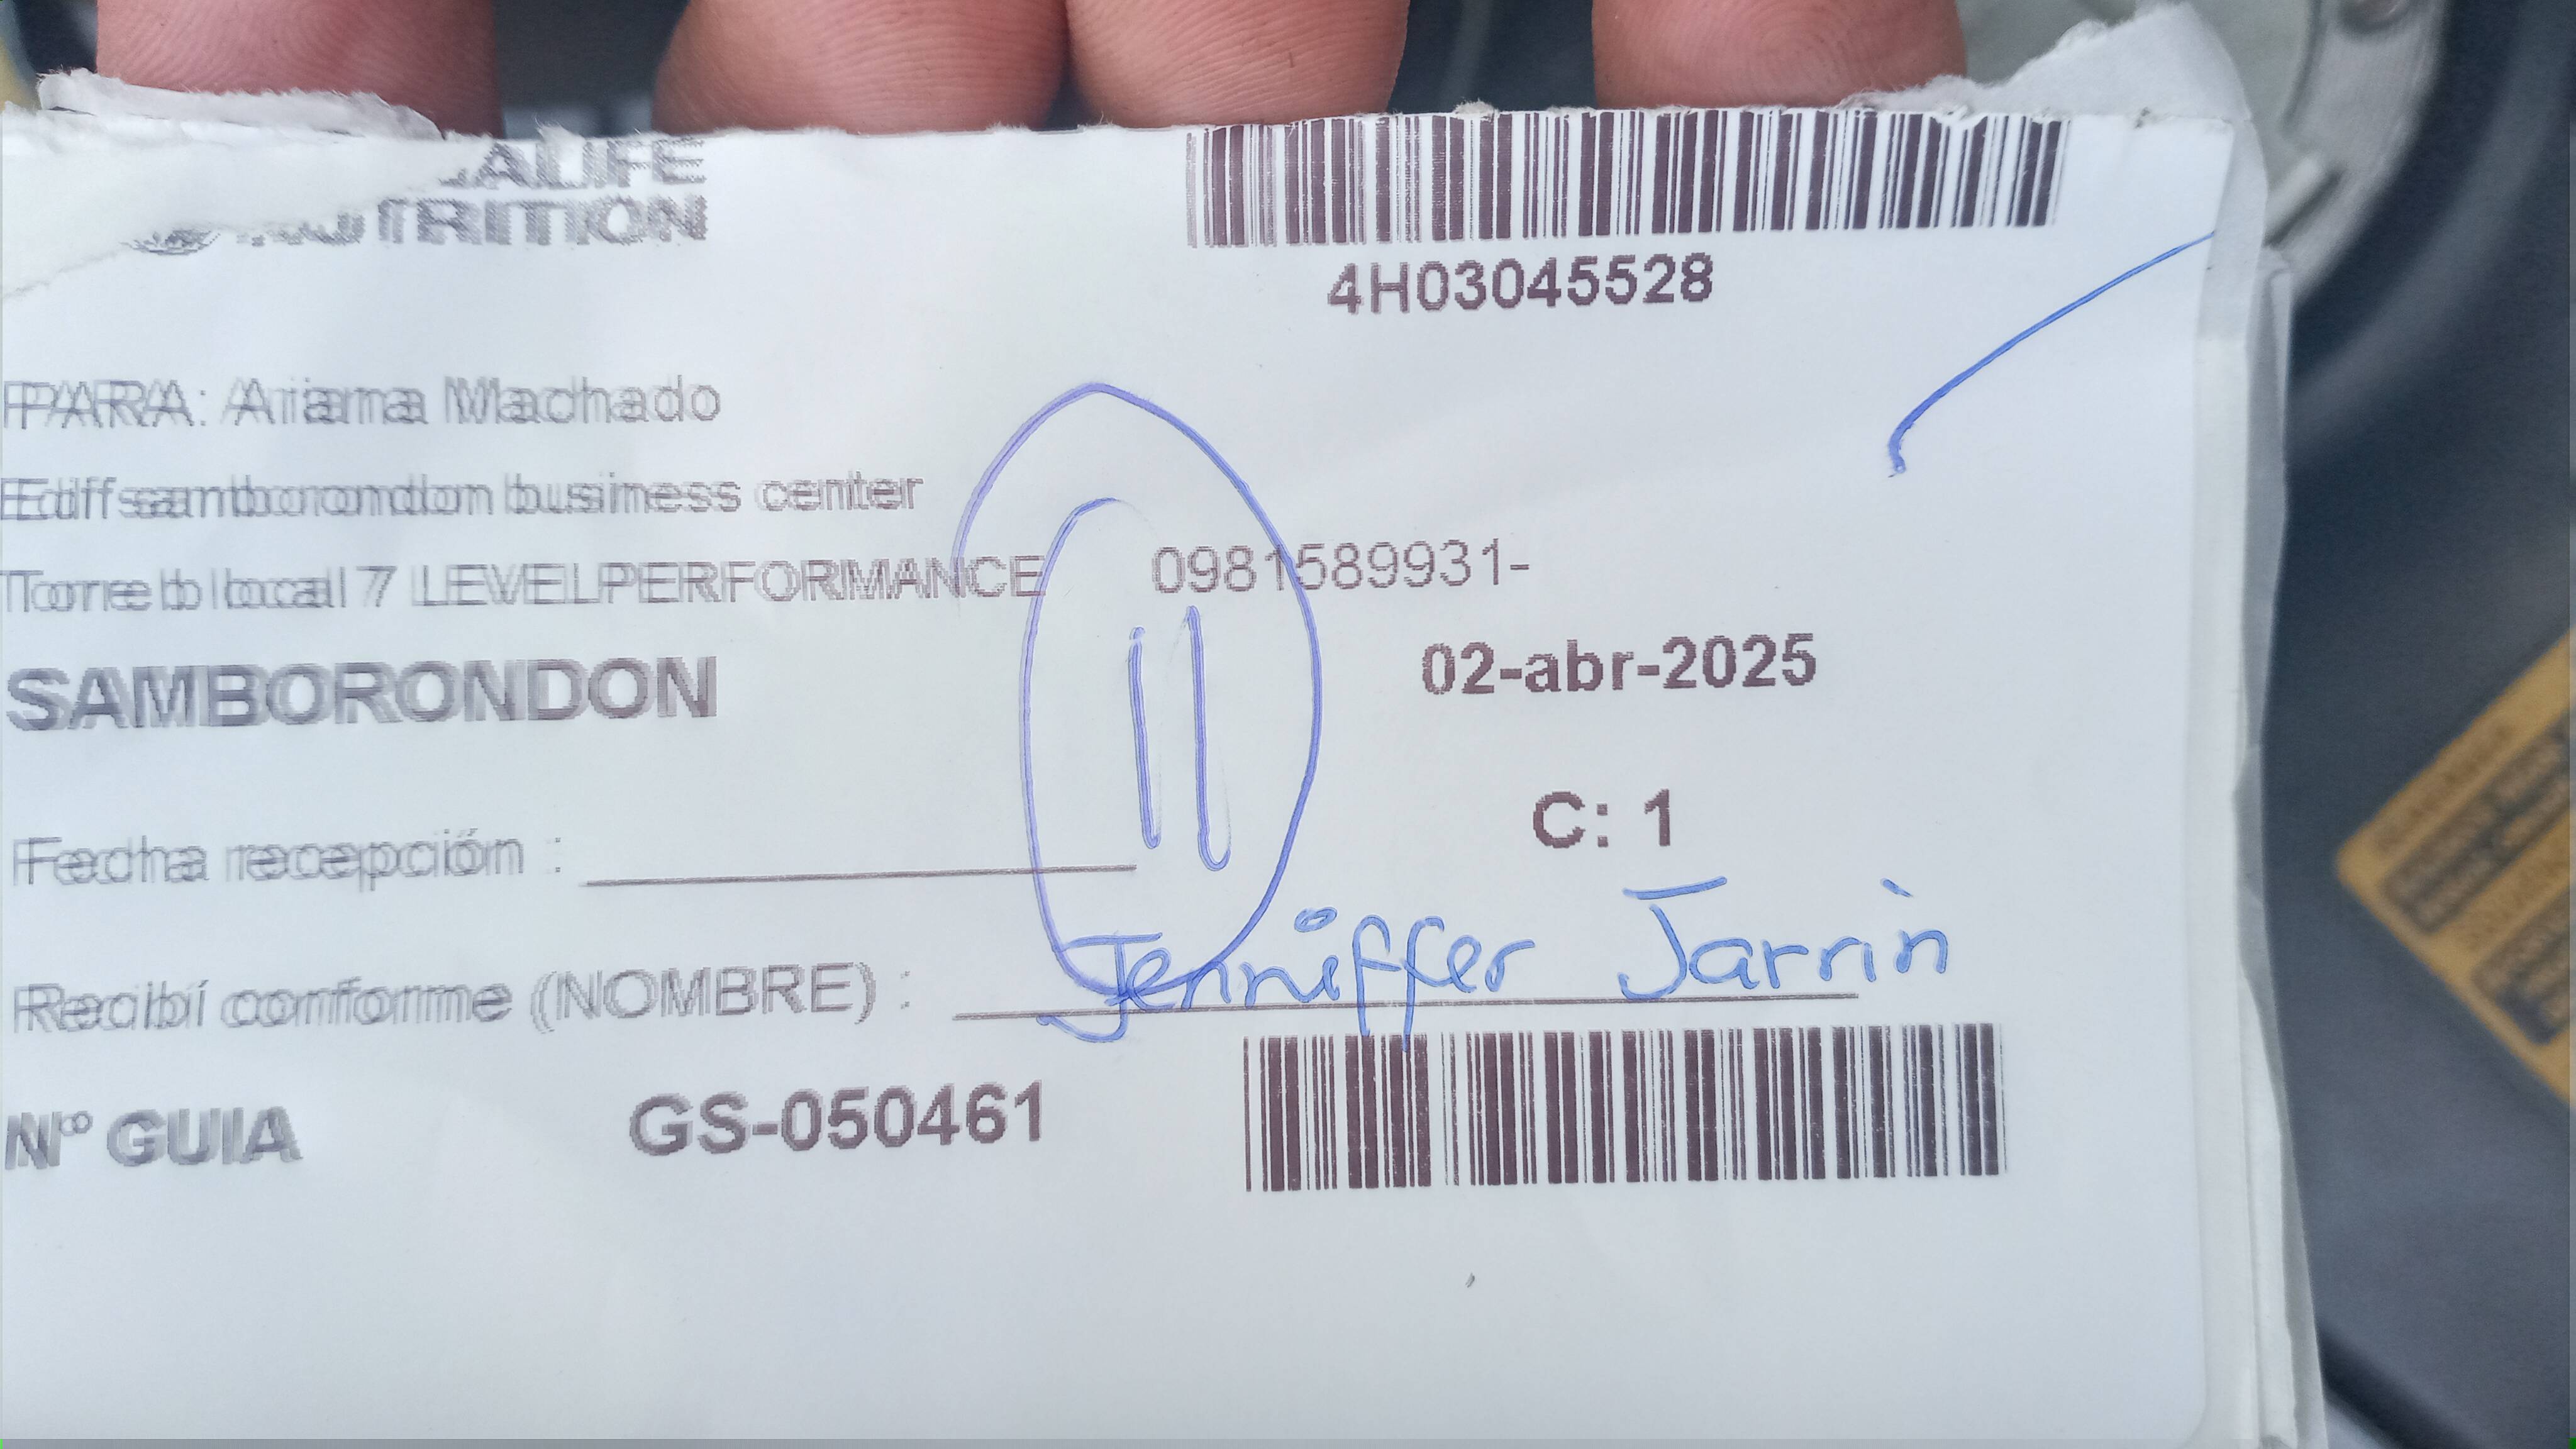 NUTRITION
4H03045528
PARA: Ariana Machado
Edif samborondon business center
Torre b local 7 LEVELPERFORMANCE 0981589931-
SAMBORONDON 02-abr-2025
11
C: 1
Fecha recepción :
Recibí conforme (NOMBRE) : Jenniffer Jarrin
Nº GUIA GS-050461